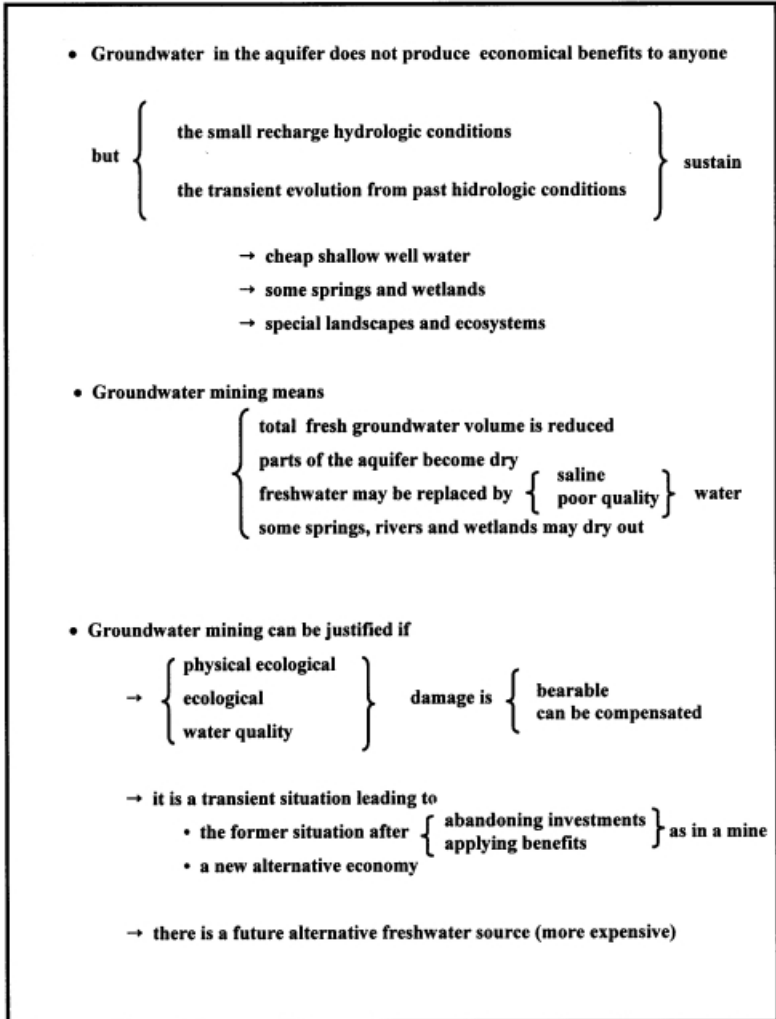 • Groundwater in the aquifer does not produce economical benefits to anyone
the small recharge hydrologic conditions
but { } sustain
the transient evolution from past hidrologic conditions
→ cheap shallow well water
→ some springs and wetlands
→ special landscapes and ecosystems
• Groundwater mining means
{ total fresh groundwater volume is reduced
parts of the aquifer become dry
freshwater may be replaced by { saline
poor quality } water
some springs, rivers and wetlands may dry out
• Groundwater mining can be justified if
→ { physical ecological
ecological
water quality } damage is { bearable
can be compensated
→ it is a transient situation leading to
• the former situation after { abandoning investments
applying benefits } as in a mine
• a new alternative economy
→ there is a future alternative freshwater source (more expensive)